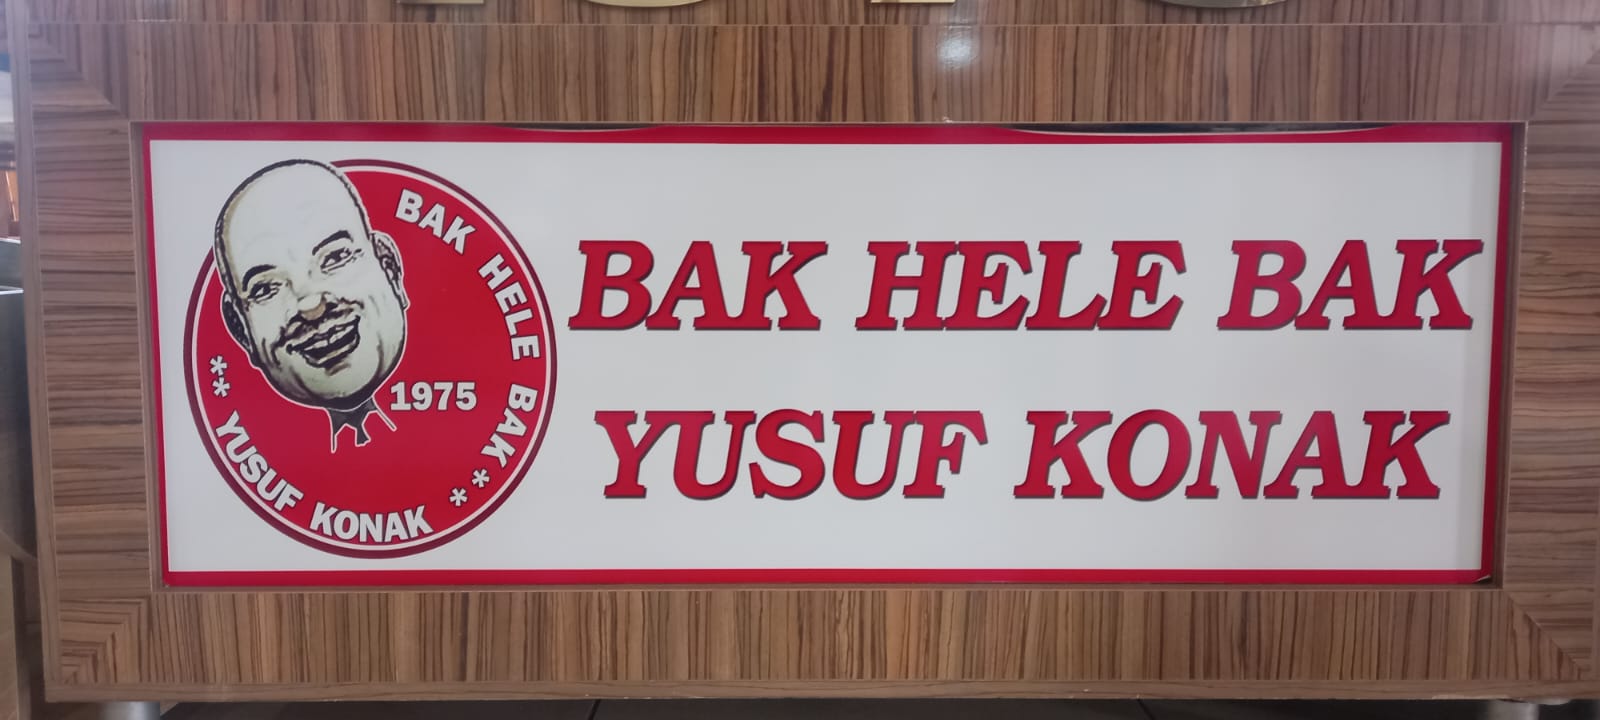 BAK HELE BAK
1975
** YUSUF KONAK **
BAK HELE BAK
YUSUF KONAK